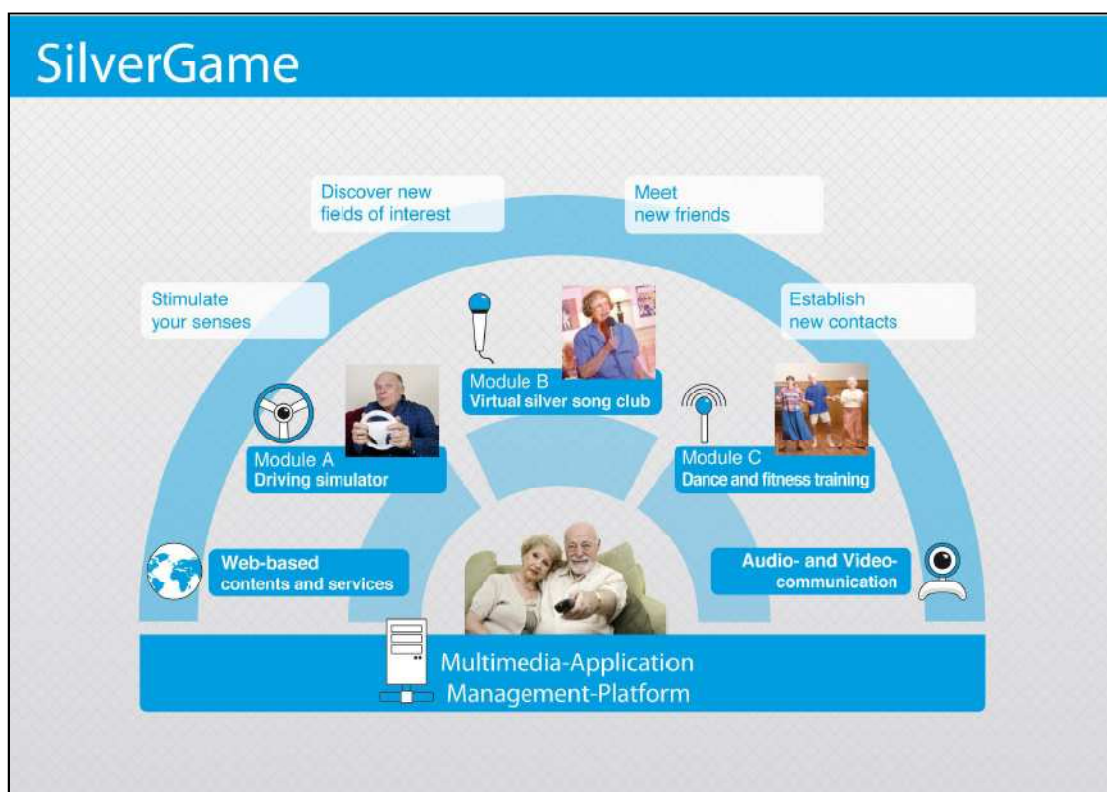 SilverGame
Discover new
fields of interest
Meet
new friends
Stimulate
your senses
Establish
new contacts
Module B
Virtual silver song club
Module A
Driving simulator
Module C
Dance and fitness training
Web-based
contents and services
Audio- and Video-
communication
Multimedia-Application
Management-Platform